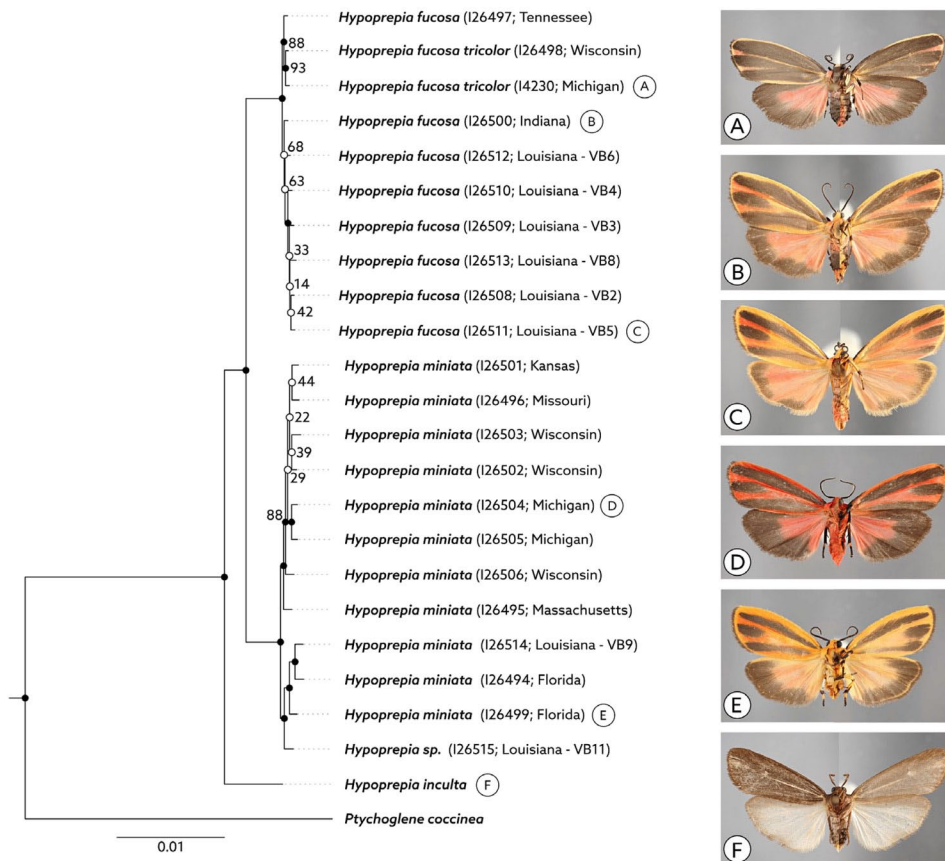 Hypoprepia fucosa (I26497; Tennessee)
88
Hypoprepia fucosa tricolor (I26498; Wisconsin)
93
Hypoprepia fucosa tricolor (I4230; Michigan) A
Hypoprepia fucosa (I26500; Indiana) B
68
Hypoprepia fucosa (I26512; Louisiana - VB6)
63
Hypoprepia fucosa (I26510; Louisiana - VB4)
Hypoprepia fucosa (I26509; Louisiana - VB3)
33
Hypoprepia fucosa (I26513; Louisiana - VB8)
14
Hypoprepia fucosa (I26508; Louisiana - VB2)
42
Hypoprepia fucosa (I26511; Louisiana - VB5) C
Hypoprepia miniata (I26501; Kansas)
44
Hypoprepia miniata (I26496; Missouri)
22
Hypoprepia miniata (I26503; Wisconsin)
39
Hypoprepia miniata (I26502; Wisconsin)
29
Hypoprepia miniata (I26504; Michigan) D
88
Hypoprepia miniata (I26505; Michigan)
Hypoprepia miniata (I26506; Wisconsin)
Hypoprepia miniata (I26495; Massachusetts)
Hypoprepia miniata (I26514; Louisiana - VB9)
Hypoprepia miniata (I26494; Florida)
Hypoprepia miniata (I26499; Florida) E
Hypoprepia sp. (I26515; Louisiana - VB11)
Hypoprepia inculta F
Ptychoglene coccinea
0.01
A
B
C
D
E
F